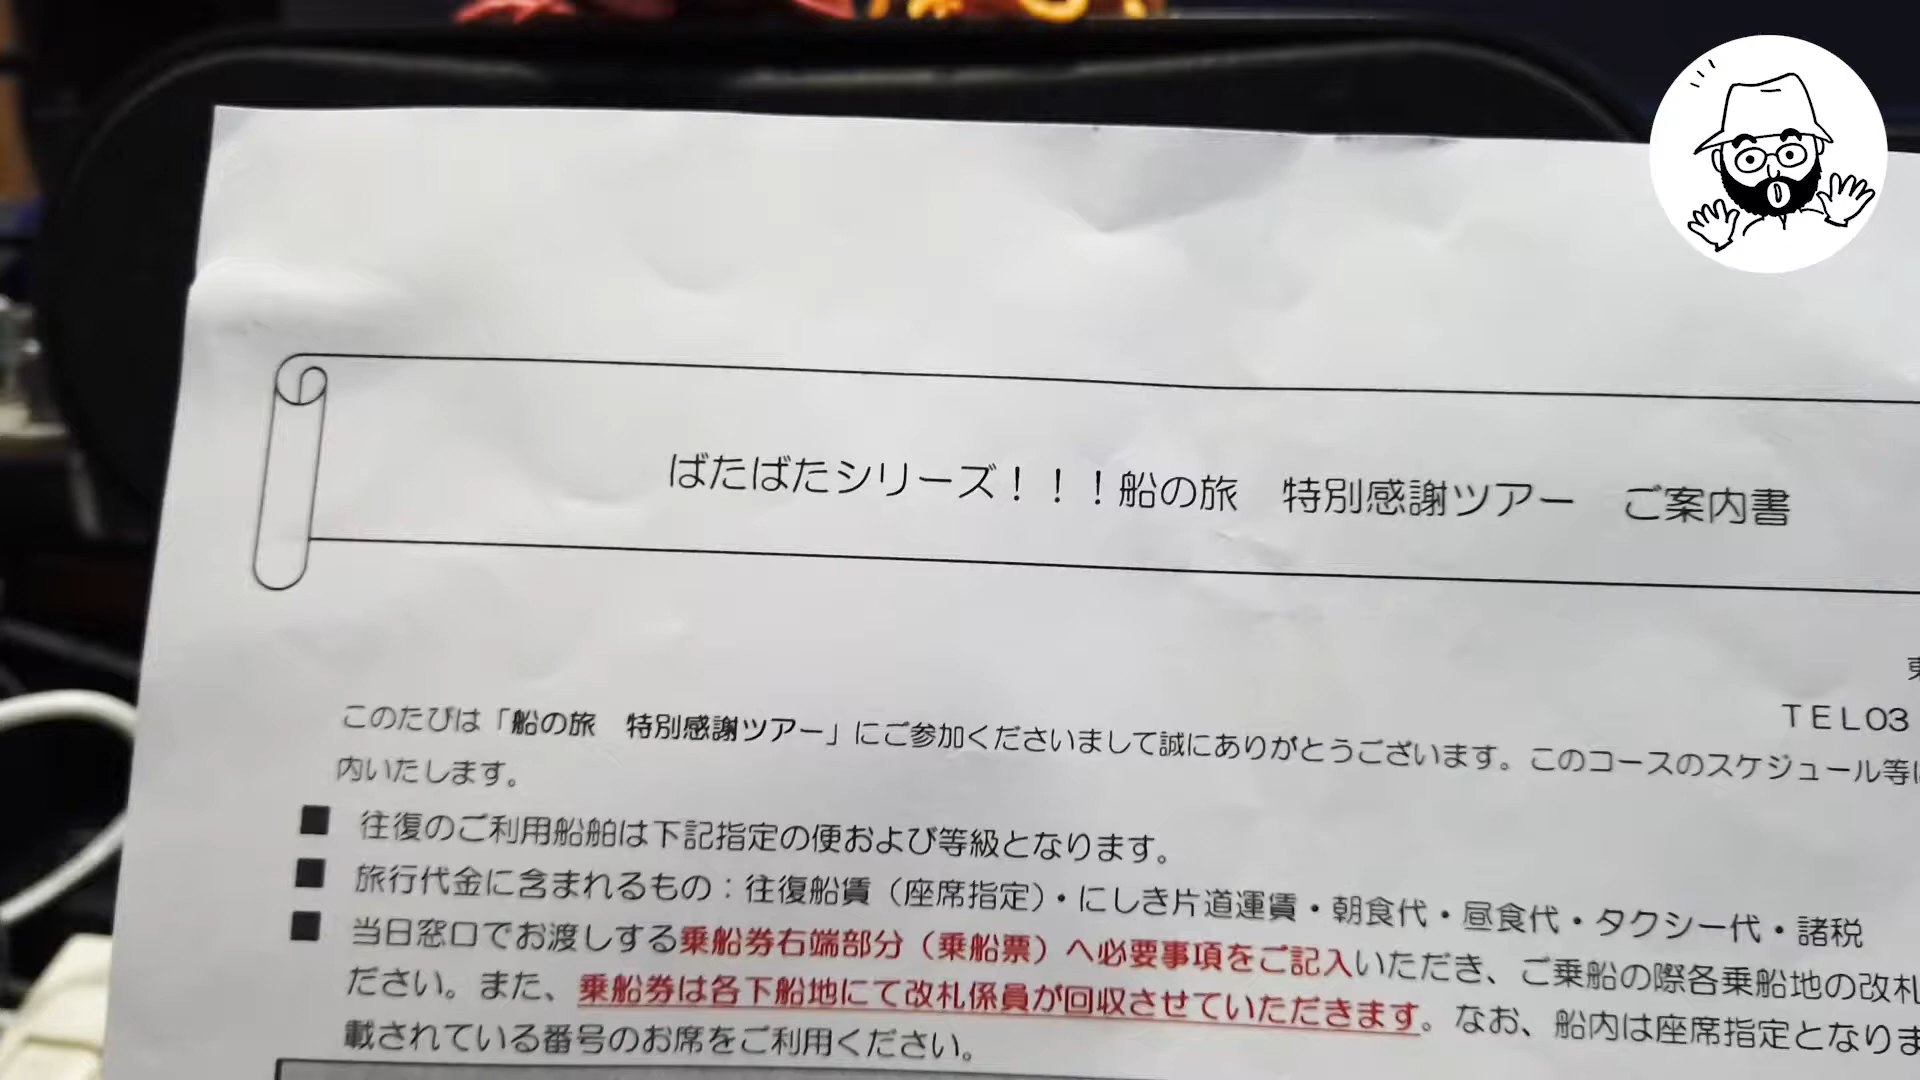 ばたばたシリーズ！！！船の旅　特別感謝ツアー　ご案内書
TEL03
このたびは「船の旅　特別感謝ツアー」にご参加くださいまして誠にありがとうございます。このコースのスケジュール等
内いたします。
■ 往復のご利用船舶は下記指定の便および等級となります。
■ 旅行代金に含まれるもの：往復船賃（座席指定）・にしき片道運賃・朝食代・昼食代・タクシー代・諸税
■ 当日窓口でお渡しする乗船券右端部分（乗船票）へ必要事項をご記入いただき、ご乗船の際各乗船地の改札
ださい。また、乗船券は各下船地にて改札係員が回収させていただきます。なお、船内は座席指定となりま
載されている番号のお席をご利用ください。